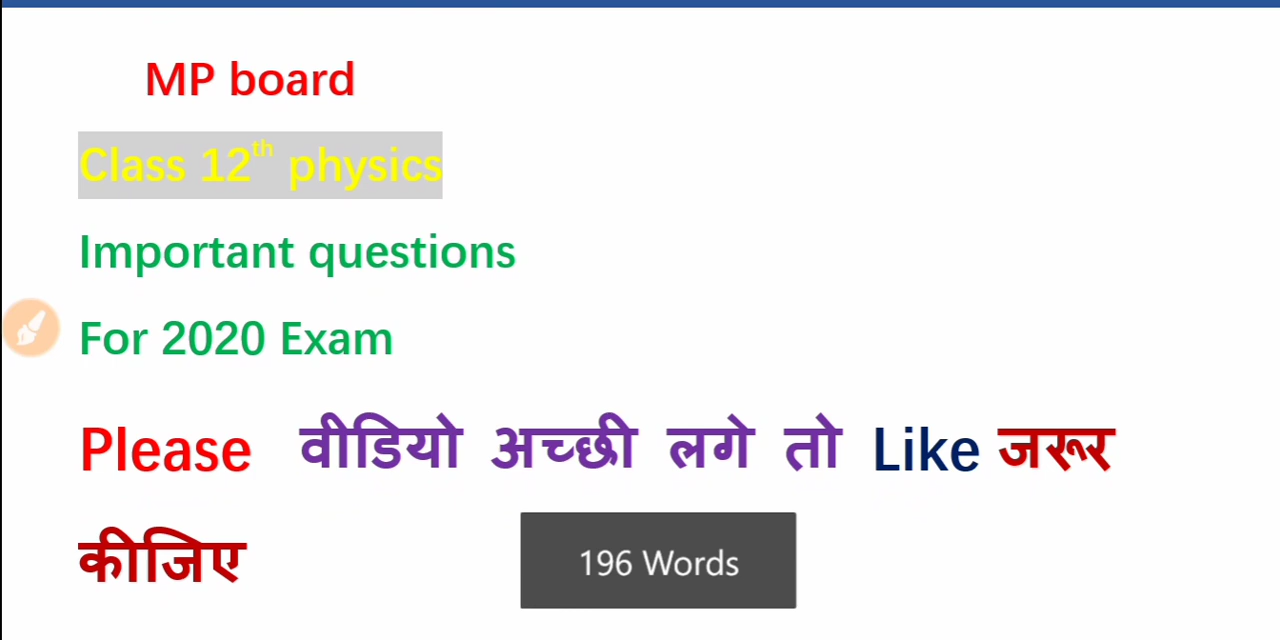 MP board
Class 12th physics
Important questions
For 2020 Exam
Please वीडियो अच्छी लगे तो Like जरूर
कीजिए
196 Words